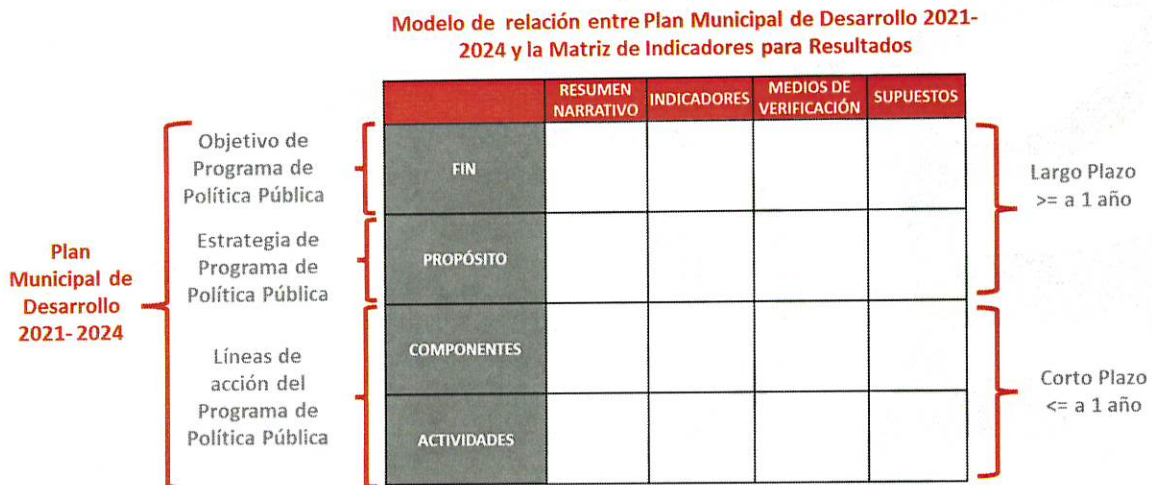 Modelo de relación entre Plan Municipal de Desarrollo 2021-
2024 y la Matriz de Indicadores para Resultados
RESUMEN
NARRATIVO
INDICADORES
MEDIOS DE
VERIFICACIÓN
SUPUESTOS
Plan
Municipal de
Desarrollo
2021-2024
Objetivo de
Programa de
Política Pública
FIN
Largo Plazo
>= a 1 año
Estrategia de
Programa de
Política Pública
PROPÓSITO
Líneas de
acción del
Programa de
Política Pública
COMPONENTES
ACTIVIDADES
Corto Plazo
<= a 1 año